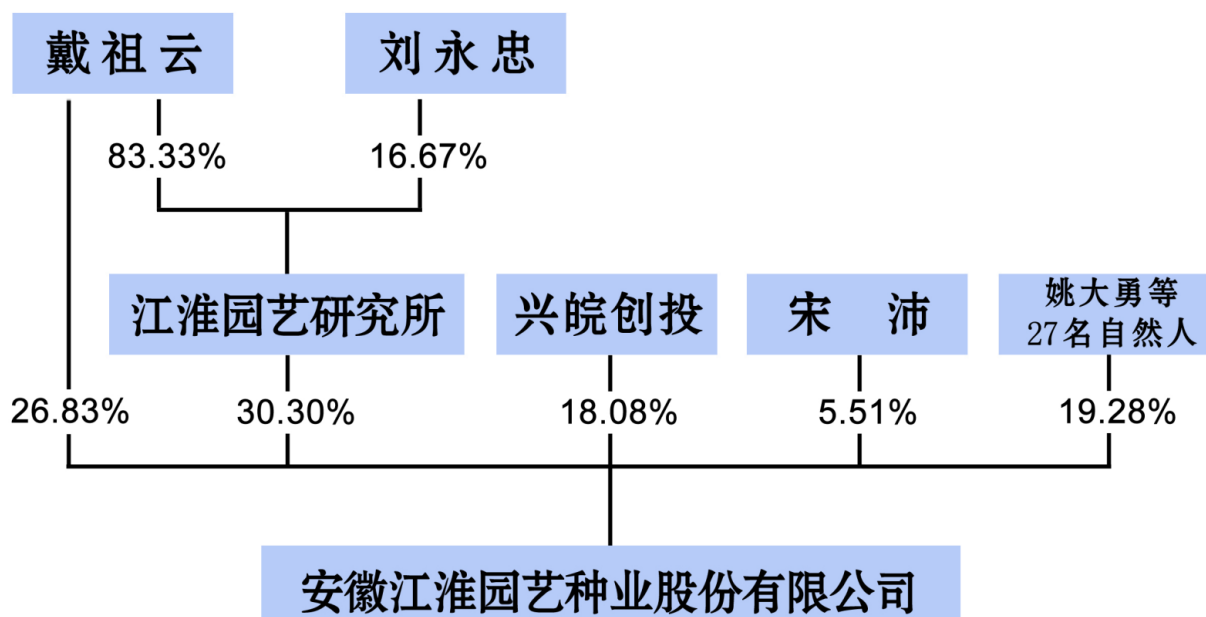 戴祖云
刘永忠
83.33%
16.67%
江淮园艺研究所
兴皖创投
宋沛
姚大勇等
27名自然人
26.83%
30.30%
18.08%
5.51%
19.28%
安徽江淮园艺种业股份有限公司